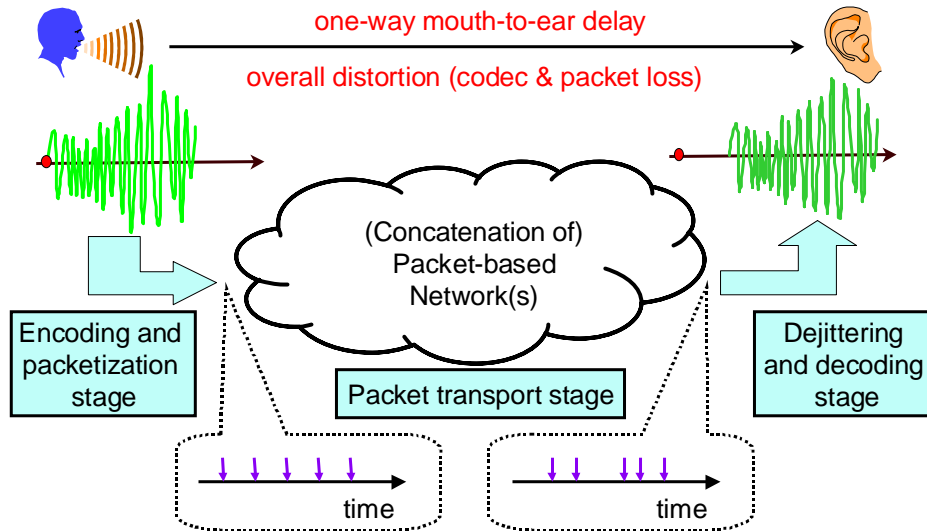 one-way mouth-to-ear delay
overall distortion (codec & packet loss)
(Concatenation of)
Packet-based
Network(s)
Encoding and
packetization
stage
Packet transport stage
Dejittering
and decoding
stage
time
time